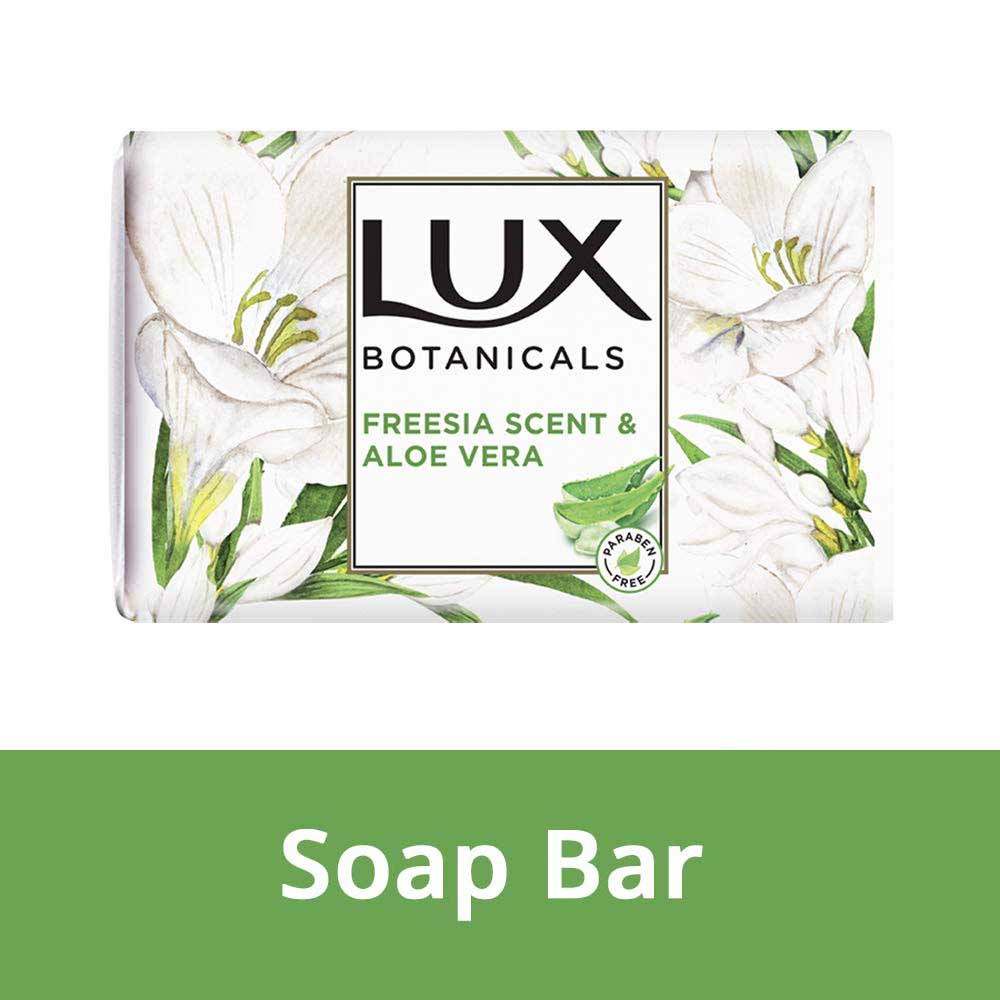 LUX
BOTANICALS
FREESIA SCENT &
ALOE VERA
PARABEN
FREE
Soap Bar